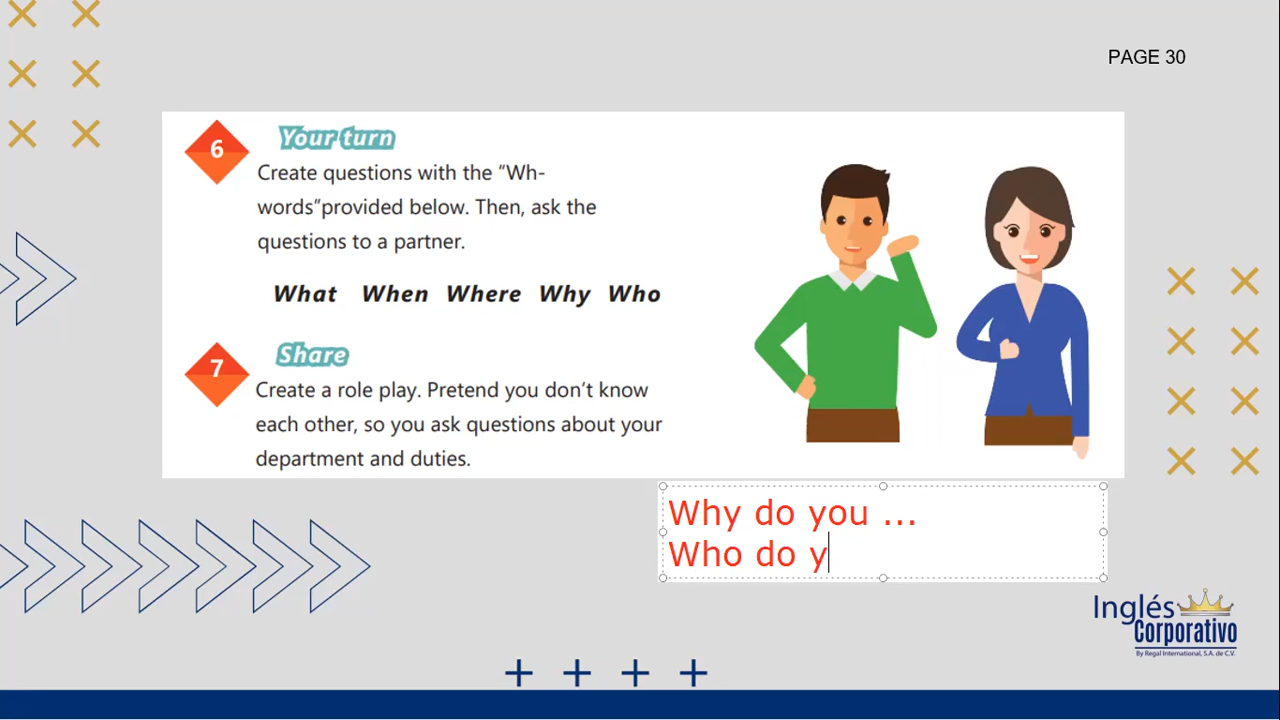 PAGE 30
6
Your turn
Create questions with the “Wh-
words”provided below. Then, ask the
questions to a partner.
What When Where Why Who
7
Share
Create a role play. Pretend you don’t know
each other, so you ask questions about your
department and duties.
Why do you ...
Who do y
Inglés
Corporativo
By Regal International, S.A. de C.V.